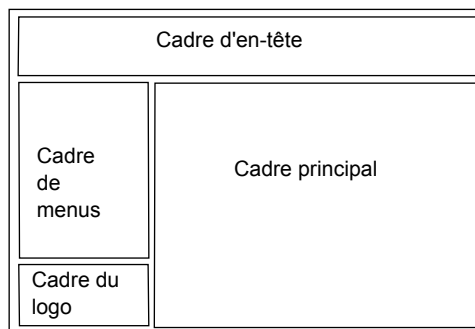 Cadre d'en-tête
Cadre
de
menus
Cadre principal
Cadre du
logo